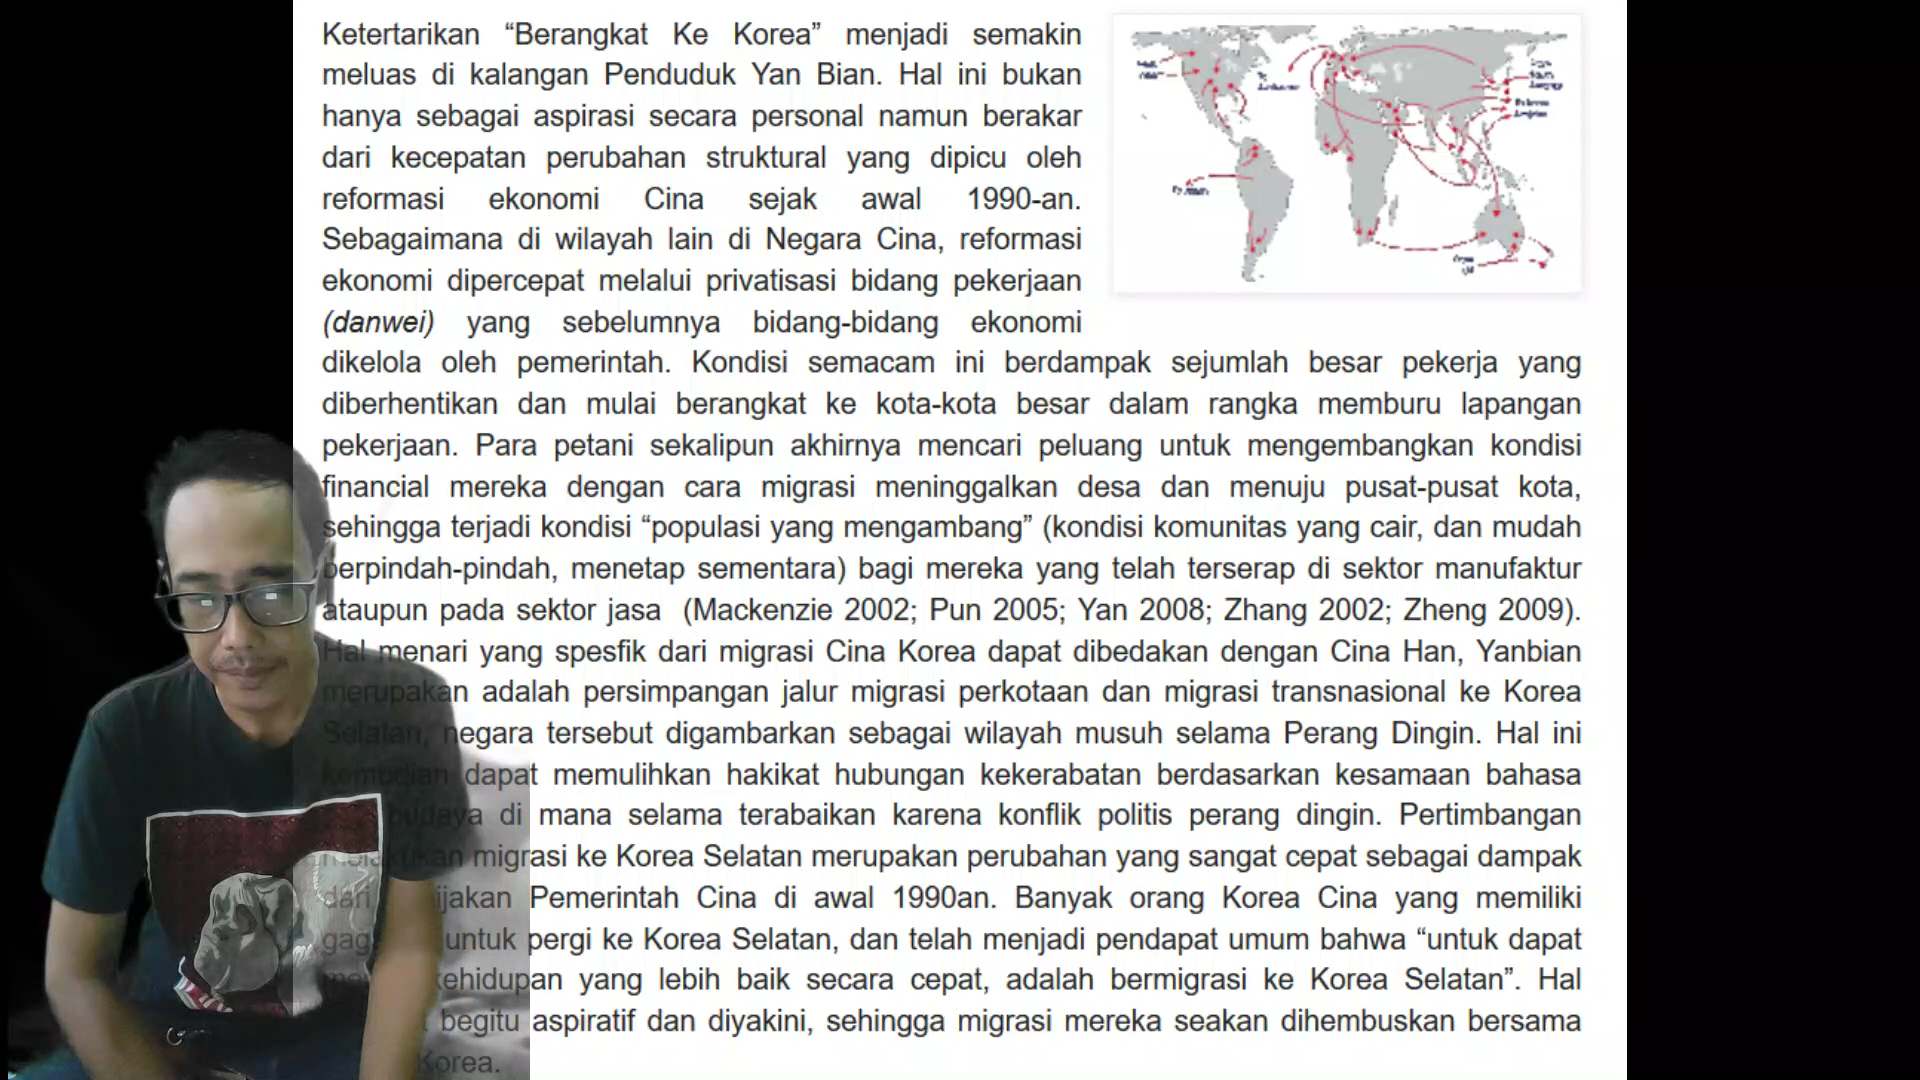 Ketertarikan “Berangkat Ke Korea” menjadi semakin
meluas di kalangan Penduduk Yan Bian. Hal ini bukan
hanya sebagai aspirasi secara personal namun berakar
dari kecepatan perubahan struktural yang dipicu oleh
reformasi ekonomi Cina sejak awal 1990-an.
Sebagaimana di wilayah lain di Negara Cina, reformasi
ekonomi dipercepat melalui privatisasi bidang pekerjaan
(danwei) yang sebelumnya bidang-bidang ekonomi
dikelola oleh pemerintah. Kondisi semacam ini berdampak sejumlah besar pekerja yang
diberhentikan dan mulai berangkat ke kota-kota besar dalam rangka memburu lapangan
pekerjaan. Para petani sekalipun akhirnya mencari peluang untuk mengembangkan kondisi
financial mereka dengan cara migrasi meninggalkan desa dan menuju pusat-pusat kota,
sehingga terjadi kondisi “populasi yang mengambang” (kondisi komunitas yang cair, dan mudah
berpindah-pindah, menetap sementara) bagi mereka yang telah terserap di sektor manufaktur
ataupun pada sektor jasa (Mackenzie 2002; Pun 2005; Yan 2008; Zhang 2002; Zheng 2009).
Hal menari yang spesfik dari migrasi Cina Korea dapat dibedakan dengan Cina Han, Yanbian
merupakan adalah persimpangan jalur migrasi perkotaan dan migrasi transnasional ke Korea
Selatan, negara tersebut digambarkan sebagai wilayah musuh selama Perang Dingin. Hal ini
kemudian dapat memulihkan hakikat hubungan kekerabatan berdasarkan kesamaan bahasa
budaya di mana selama terabaikan karena konflik politis perang dingin. Pertimbangan
migrasi ke Korea Selatan merupakan perubahan yang sangat cepat sebagai dampak
dari Pemerintah Cina di awal 1990an. Banyak orang Korea Cina yang memiliki
untuk pergi ke Korea Selatan, dan telah menjadi pendapat umum bahwa “untuk dapat
kehidupan yang lebih baik secara cepat, adalah bermigrasi ke Korea Selatan”. Hal
begitu aspiratif dan diyakini, sehingga migrasi mereka seakan dihembuskan bersama
Korea.